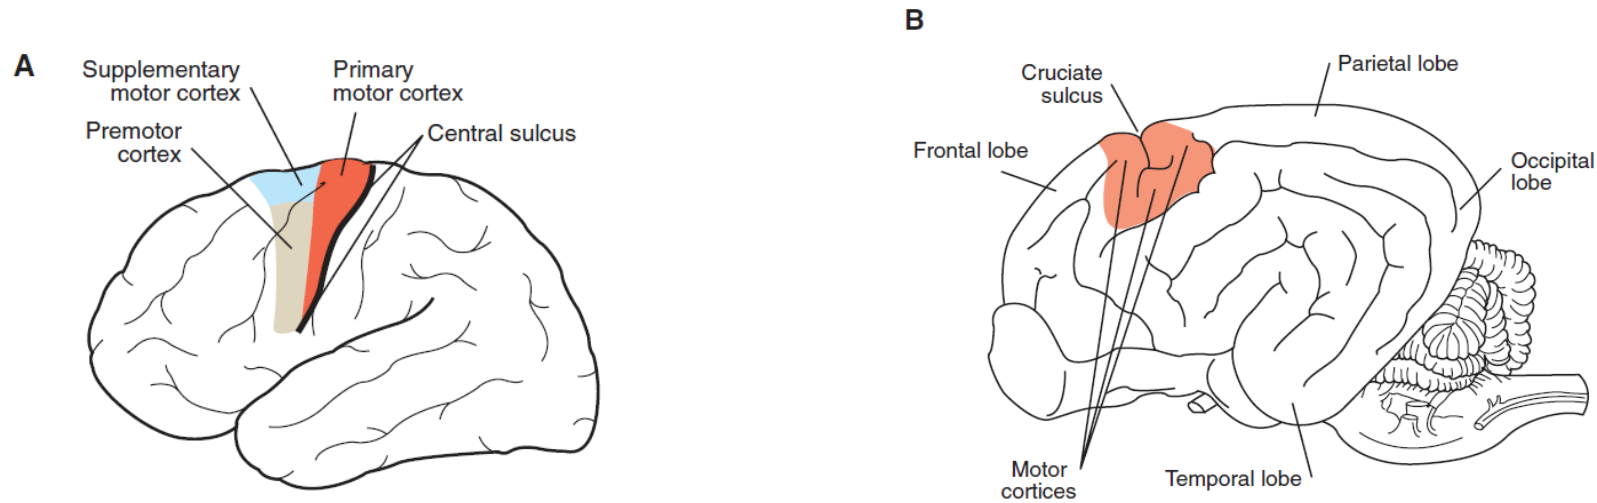 A
Supplementary
motor cortex
Primary
motor cortex
Premotor
cortex
Central sulcus
B
Cruciate
sulcus
Parietal lobe
Frontal lobe
Occipital
lobe
Motor
cortices
Temporal lobe